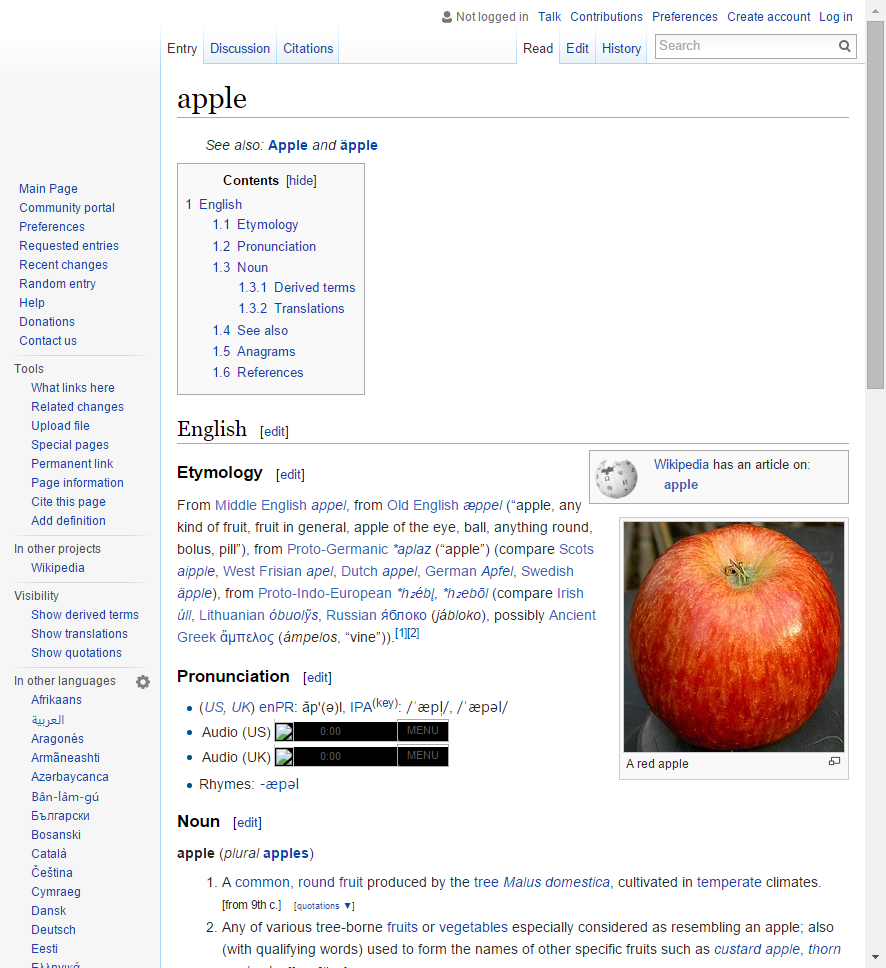 Not logged in Talk Contributions Preferences Create account Log in
Entry Discussion Citations Read Edit History Search
apple
See also: Apple and äpple
Contents [hide]
1 English
1.1 Etymology
1.2 Pronunciation
1.3 Noun
1.3.1 Derived terms
1.3.2 Translations
1.4 See also
1.5 Anagrams
1.6 References
Main Page
Community portal
Preferences
Requested entries
Recent changes
Random entry
Help
Donations
Contact us
Tools
What links here
Related changes
Upload file
Special pages
Permanent link
Page information
Cite this page
Add definition
In other projects
Wikipedia
Visibility
Show derived terms
Show translations
Show quotations
In other languages
Afrikaans
العربية
Aragonés
Armãneashti
Azərbaycanca
Bân-lâm-gú
Български
Bosanski
Català
Čeština
Cymraeg
Dansk
Deutsch
Eesti
Ελληνικά
English [edit]
Etymology [edit]
Wikipedia has an article on:
apple
From Middle English appel, from Old English æppel (“apple, any
kind of fruit, fruit in general, apple of the eye, ball, anything round,
bolus, pill”), from Proto-Germanic *aplaz (“apple”) (compare Scots
aipple, West Frisian apel, Dutch appel, German Apfel, Swedish
äpple), from Proto-Indo-European *h₂ébl̥, *h₂ebōl (compare Irish
úll, Lithuanian óbuolỹs, Russian я́блоко (jábloko), possibly Ancient
Greek ἄμπελος (ámpelos, “vine”)).[1][2]
A red apple
Pronunciation [edit]
(US, UK) enPR: ăp'(ə)l, IPA(key): /ˈæp|/, /ˈæpəl/
Audio (US) 0:00 MENU
Audio (UK) 0:00 MENU
Rhymes: -æpəl
Noun [edit]
apple (plural apples)
1. A common, round fruit produced by the tree Malus domestica, cultivated in temperate climates.
[from 9th c.] [quotations ▼]
2. Any of various tree-borne fruits or vegetables especially considered as resembling an apple; also
(with qualifying words) used to form the names of other specific fruits such as custard apple, thorn